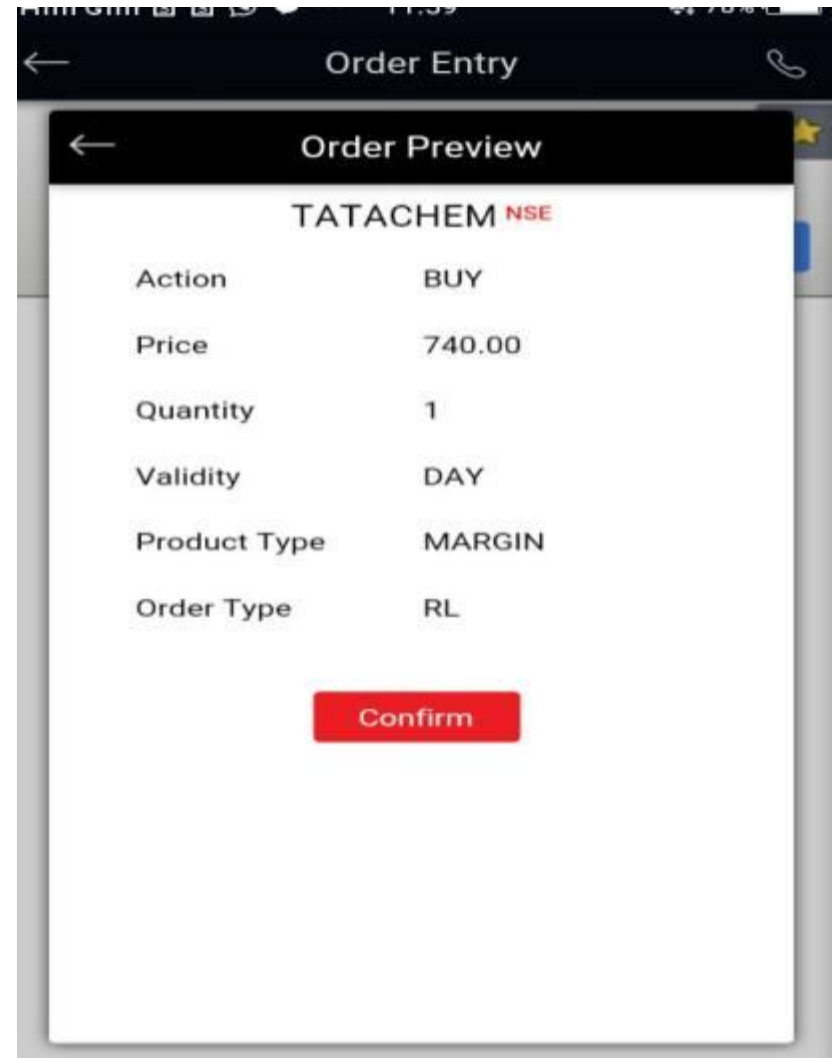 Order Entry
Order Preview
TATACHEM NSE
Action BUY
Price 740.00
Quantity 1
Validity DAY
Product Type MARGIN
Order Type RL
Confirm